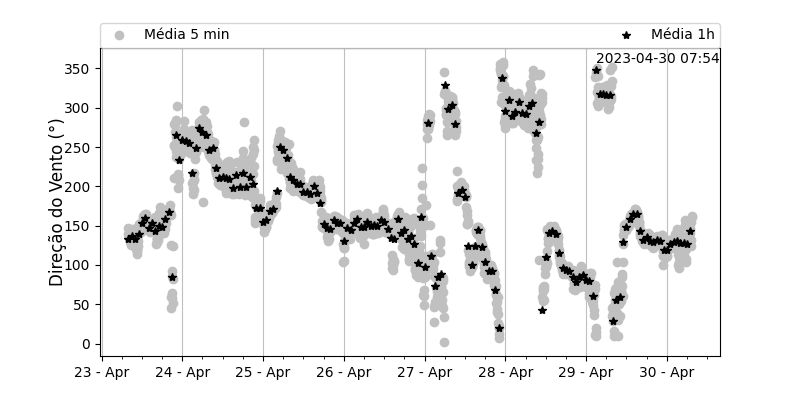 Média 5 min
Média 1h
2023-04-30 07:54
Direção do Vento (°)
350
300
250
200
150
100
50
0
23 - Apr
24 - Apr
25 - Apr
26 - Apr
27 - Apr
28 - Apr
29 - Apr
30 - Apr